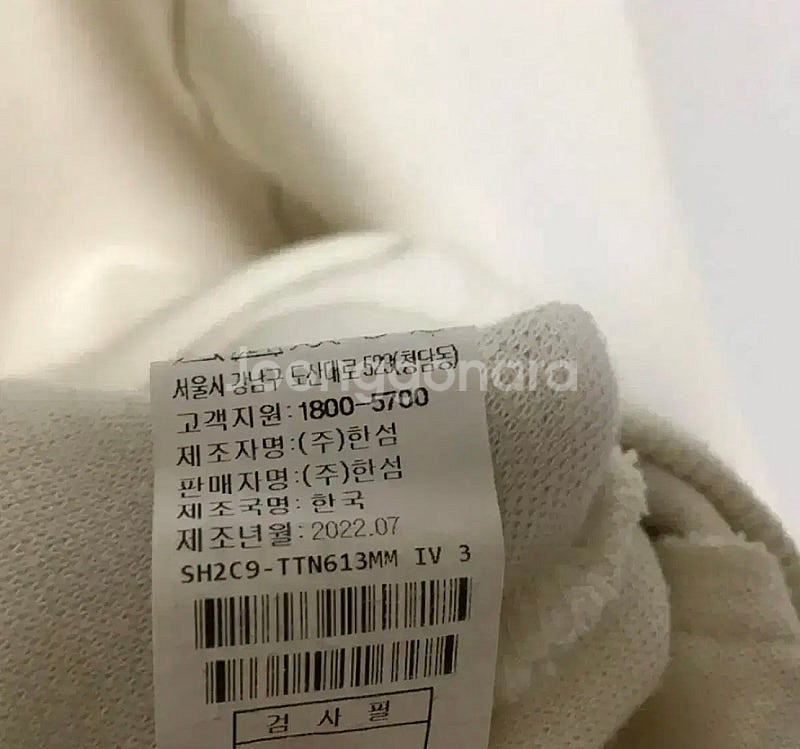 서울시 강남구 도산대로 523(청담동)
고객지원:1800-5700
제조자명:(주)한섬
판매자명:(주)한섬
제조국명: 한국
제조년월: 2022.07
SH2C9-TTN613MM IV 3
검 사 필
Joonggonara